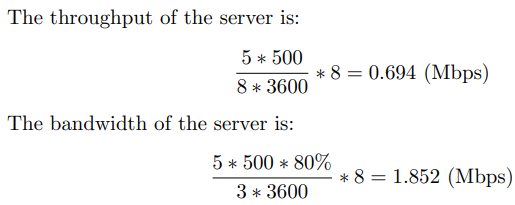 The throughput of the server is:
5 * 500
8 * 3600
* 8 = 0.694 (Mbps)
The bandwidth of the server is:
5 * 500 * 80%
3 * 3600
* 8 = 1.852 (Mbps)